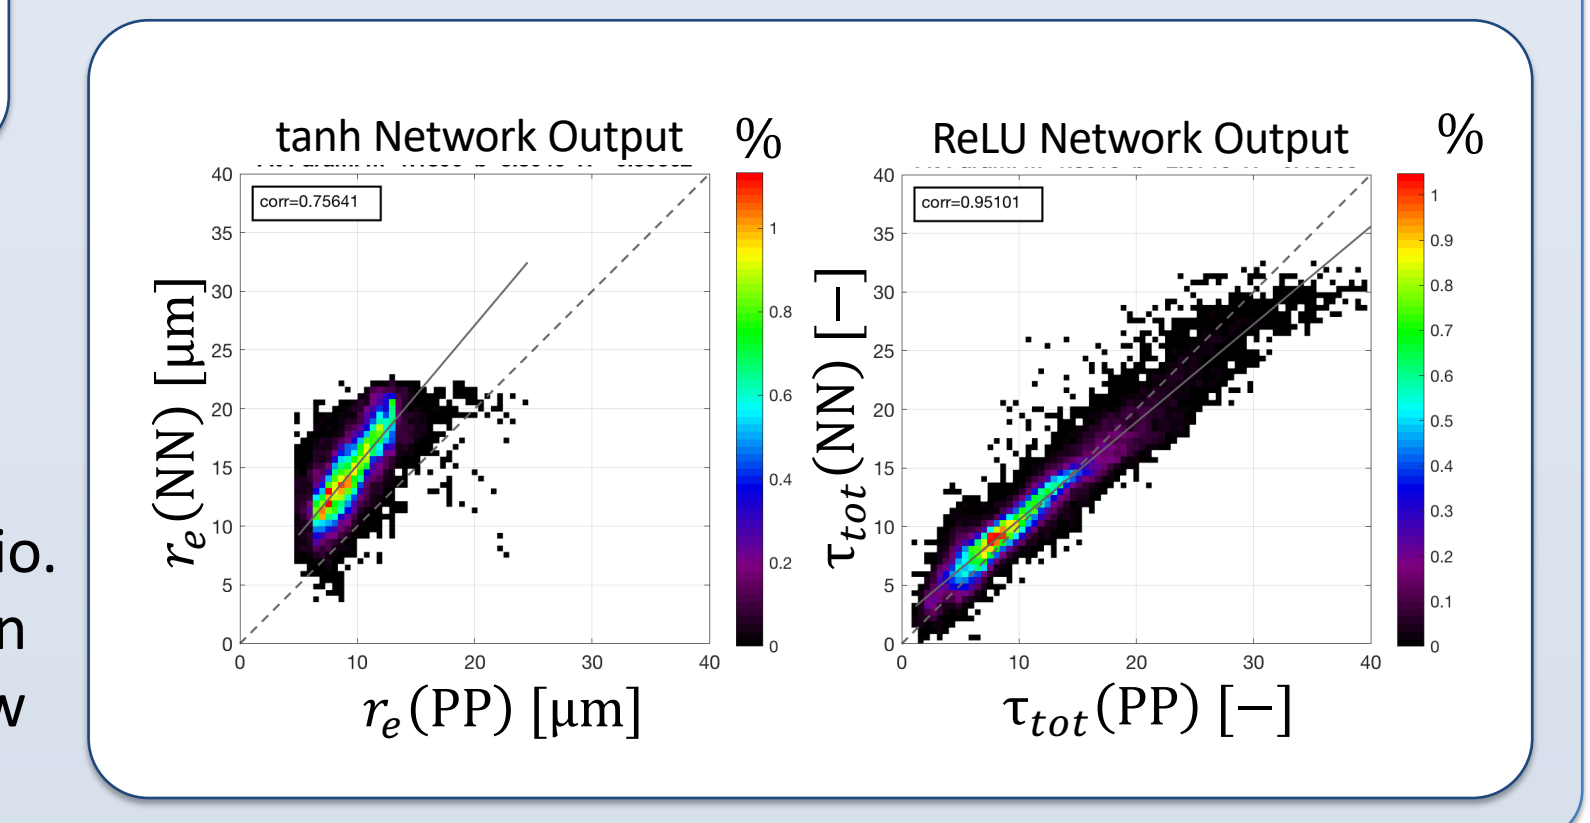 io.
n
w
tanh Network Output
%
corr=0.75641
40
35
30
25
20
15
10
5
0
0 10 20 30 40
r_e(NN) [μm]
r_e(PP) [μm]
1
0.8
0.6
0.4
0.2
0
ReLU Network Output
%
corr=0.95101
40
35
30
25
20
15
10
5
0
0 10 20 30 40
τ_tot(NN) [−]
τ_tot(PP) [−]
1
0.9
0.8
0.7
0.6
0.5
0.4
0.3
0.2
0.1
0